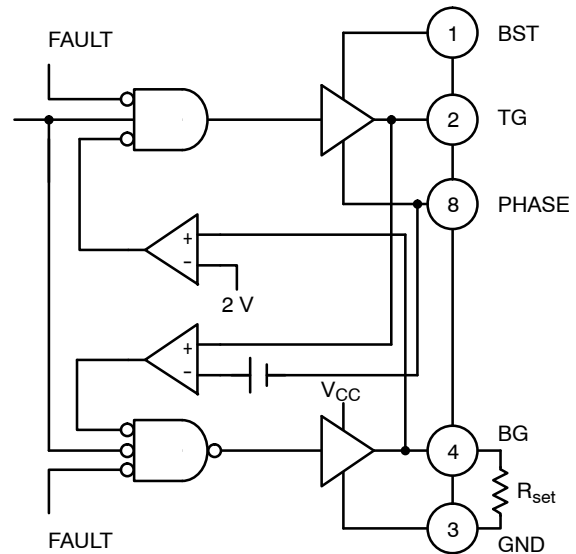 FAULT
1 BST
2 TG
8 PHASE
+
−
2 V
+
−
VCC
4 BG
Rset
3
GND
FAULT